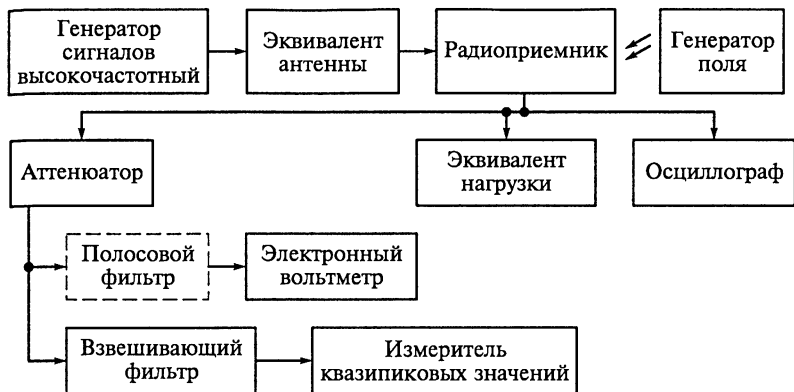 Генератор
сигналов
высокочастотный
Эквивалент
антенны
Радиоприемник
Генератор
поля
Аттенюатор
Эквивалент
нагрузки
Осциллограф
Полосовой
фильтр
Электронный
вольтметр
Взвешивающий
фильтр
Измеритель
квазипиковых значений